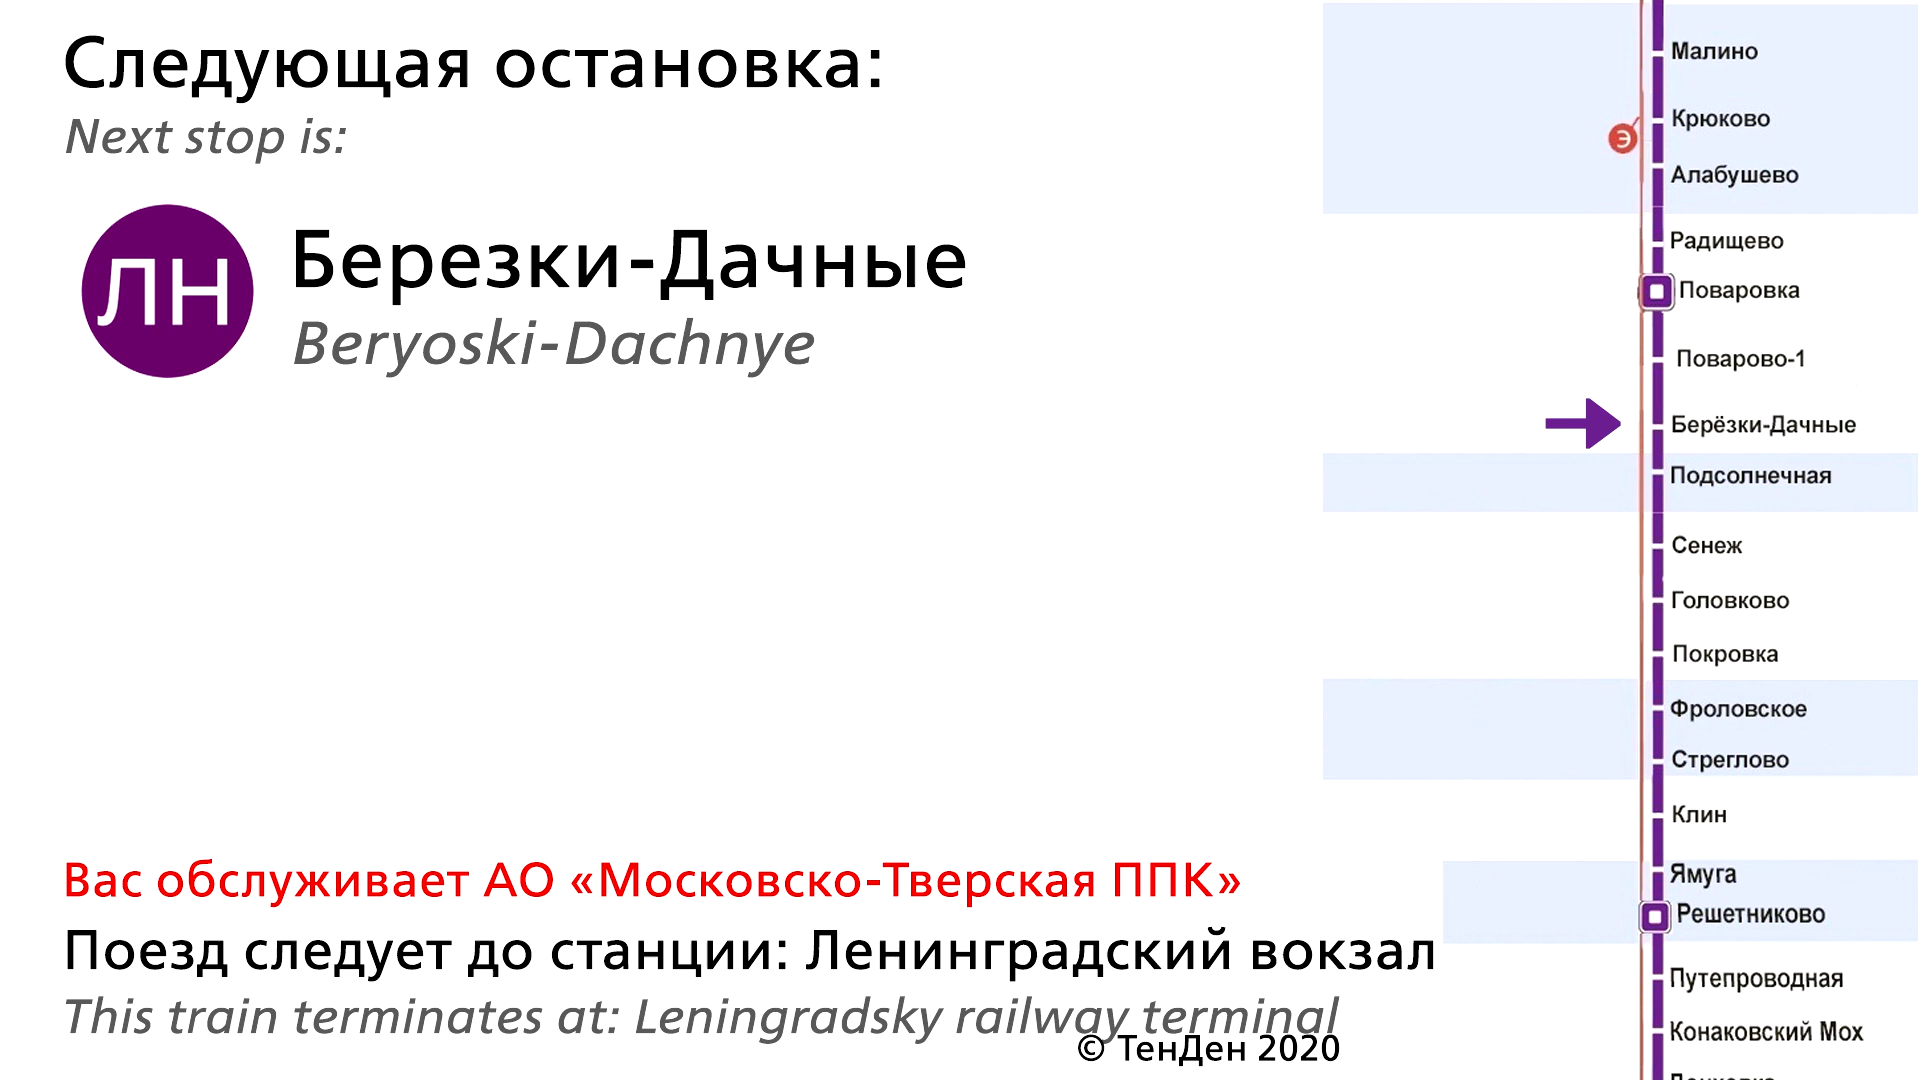 Следующая остановка:
Next stop is:
ЛН
Березки-Дачные
Beryoski-Dachnye
Вас обслуживает АО «Московско-Тверская ППК»
Поезд следует до станции: Ленинградский вокзал
This train terminates at: Leningradsky railway terminal
© ТенДен 2020
Малино
Крюково
Э
Алабушево
Радищево
Поваровка
Поварово-1
Берёзки-Дачные
Подсолнечная
Сенеж
Головково
Покровка
Фроловское
Стреглово
Клин
Ямуга
Решетниково
Путепроводная
Конаковский Мох